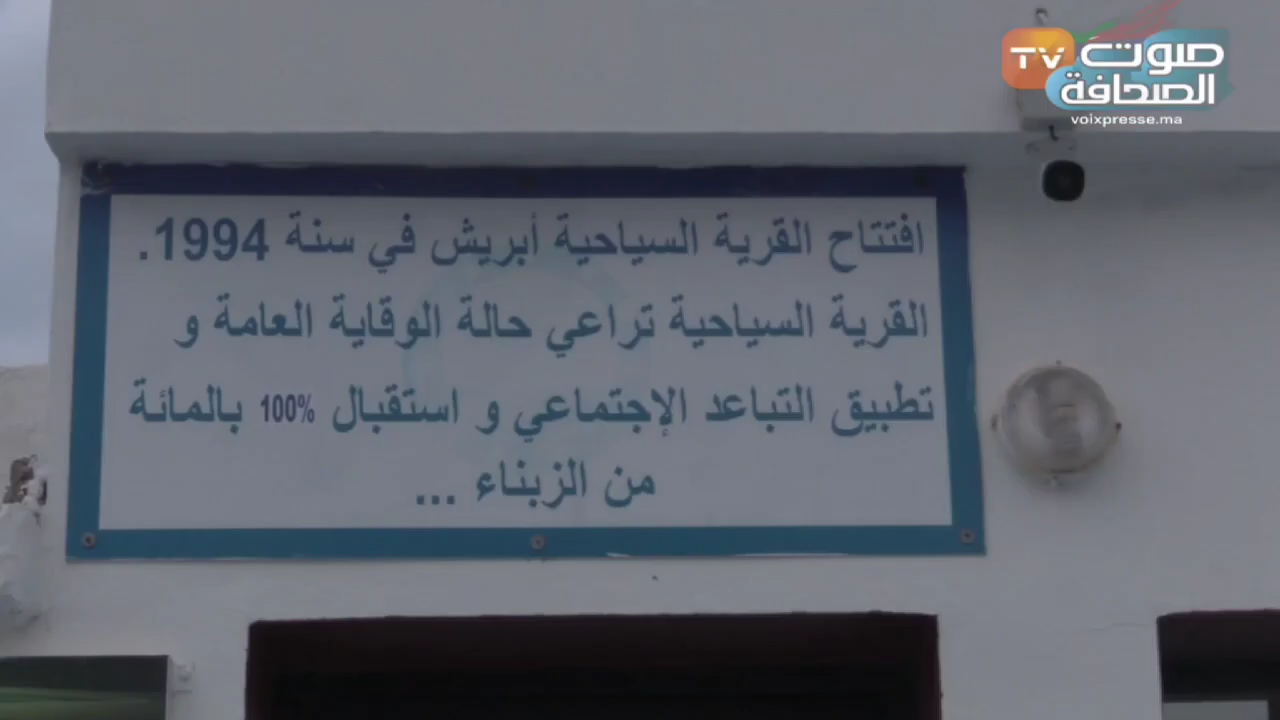 TV صوت
الصحافة
voixpresse.ma
افتتاح القرية السياحية أبريش في سنة 1994.
القرية السياحية تراعي حالة الوقاية العامة و
تطبيق التباعد الإجتماعي و استقبال 100% بالمائة
من الزبناء ...